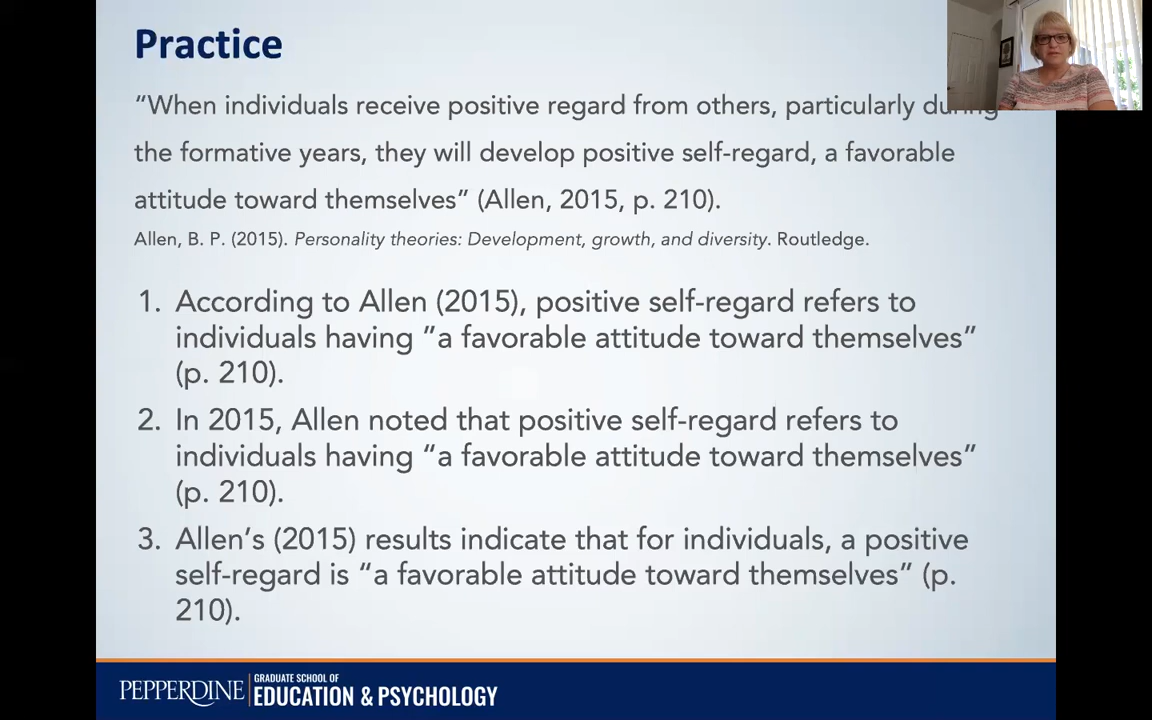 Practice
“When individuals receive positive regard from others, particularly during
the formative years, they will develop positive self-regard, a favorable
attitude toward themselves” (Allen, 2015, p. 210).
Allen, B. P. (2015). Personality theories: Development, growth, and diversity. Routledge.
1. According to Allen (2015), positive self-regard refers to
individuals having “a favorable attitude toward themselves”
(p. 210).
2. In 2015, Allen noted that positive self-regard refers to
individuals having “a favorable attitude toward themselves”
(p. 210).
3. Allen’s (2015) results indicate that for individuals, a positive
self-regard is “a favorable attitude toward themselves” (p.
210).
PEPPERDINE
GRADUATE SCHOOL OF
EDUCATION & PSYCHOLOGY